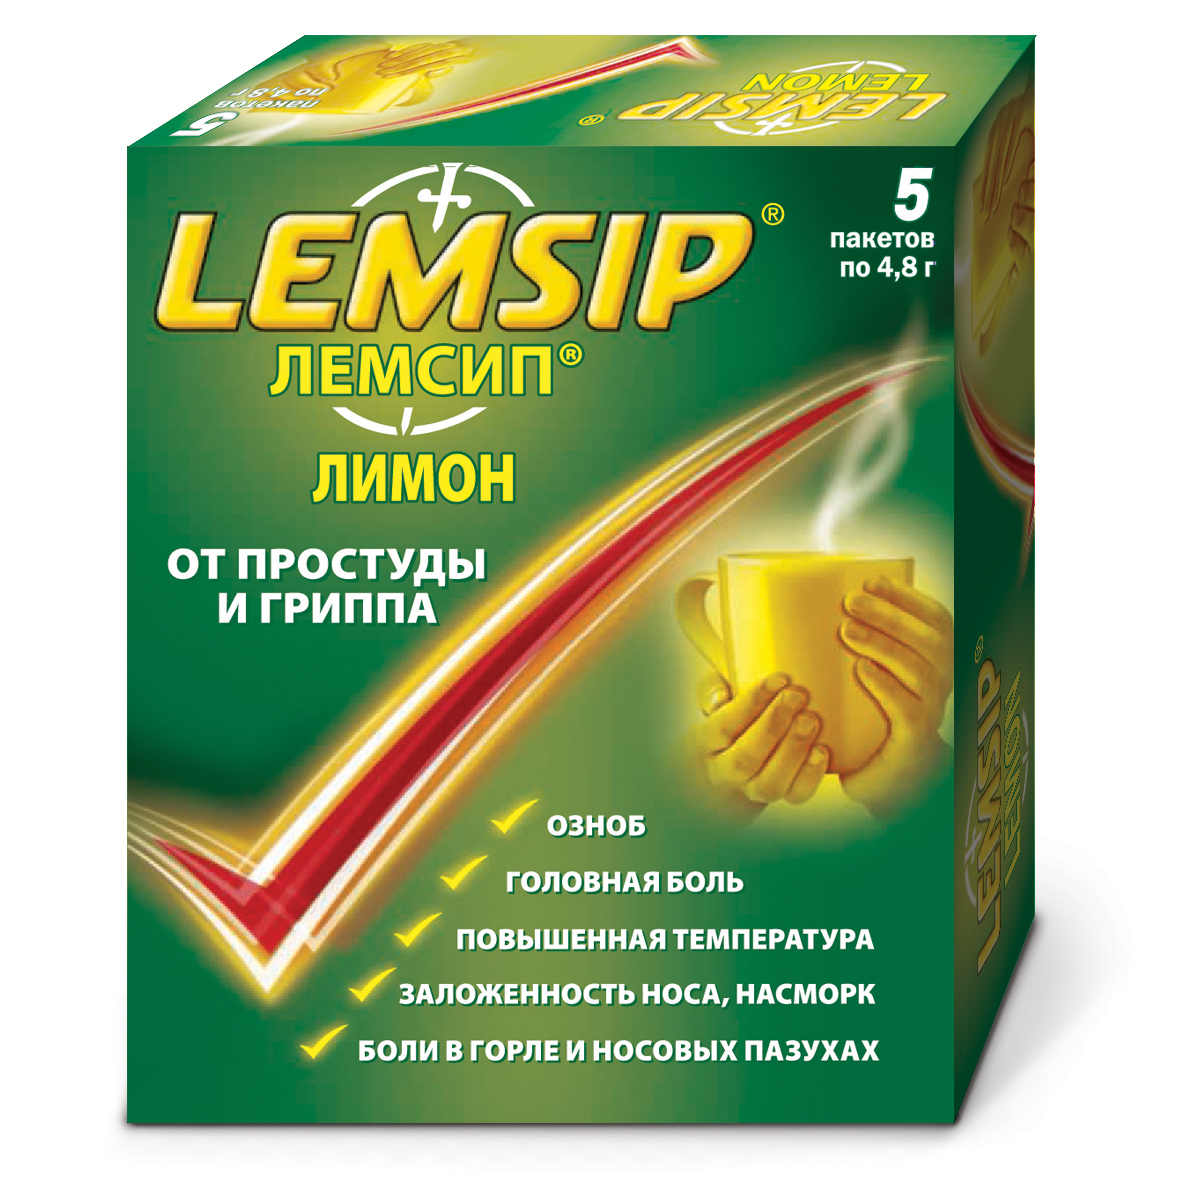 5
пакетов
по 4,8 г
LEMSIP®
LEMON
LEMSIP®
ЛЕМСИП®
ЛИМОН
5
пакетов
по 4,8 г
ОТ ПРОСТУДЫ
И ГРИППА
ОЗНОБ
ГОЛОВНАЯ БОЛЬ
ПОВЫШЕННАЯ ТЕМПЕРАТУРА
ЗАЛОЖЕННОСТЬ НОСА, НАСМОРК
БОЛИ В ГОРЛЕ И НОСОВЫХ ПАЗУХАХ
LEMSIP®
LEMON